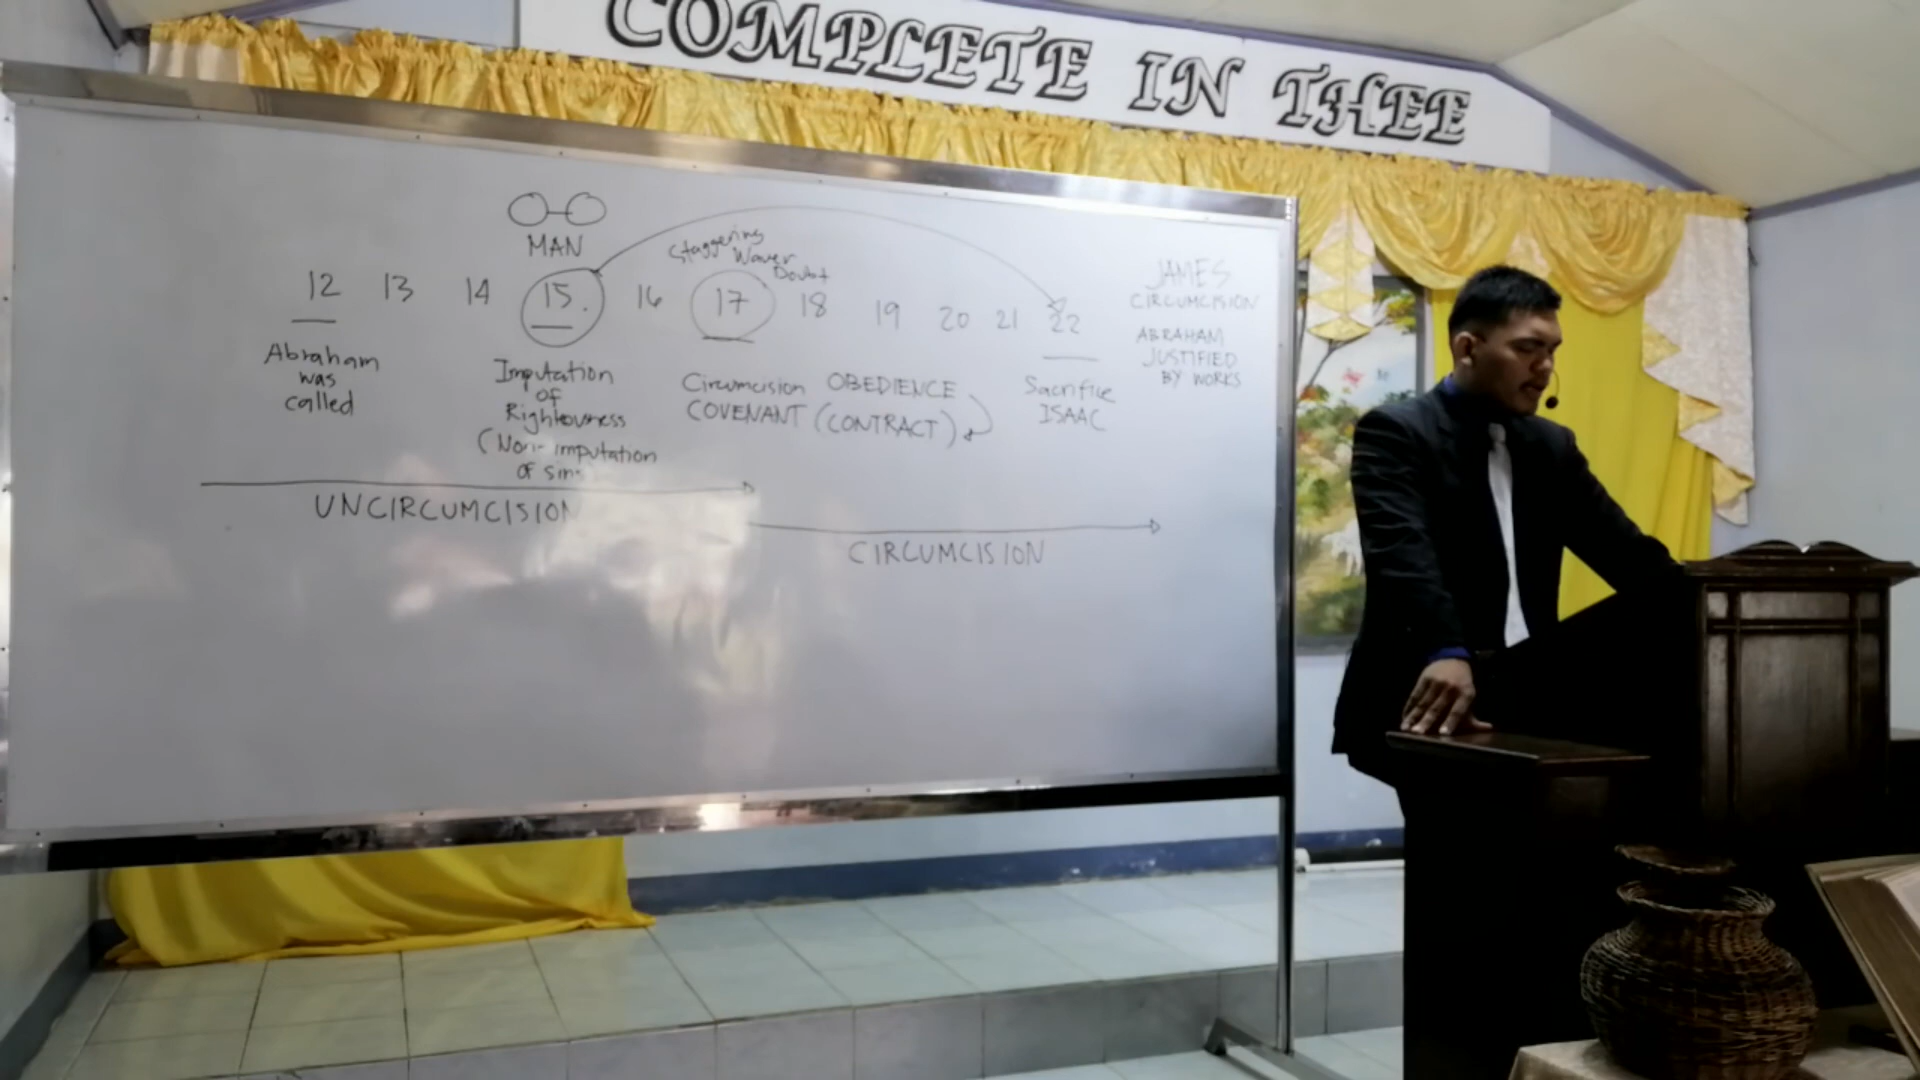 COMPLETE IN THEE
MAN
Staggering
Waver
Doubt
12 13 14 15. 16 17 18 19 20 21 22
Abraham
was
called
Imputation
of
Righteousness
(Non-imputation
of sins
Circumcision OBEDIENCE
COVENANT (CONTRACT)
Sacrifice
ISAAC
JAMES
CIRCUMCISION
ABRAHAM
JUSTIFIED
BY WORKS
UNCIRCUMCISION
CIRCUMCISION